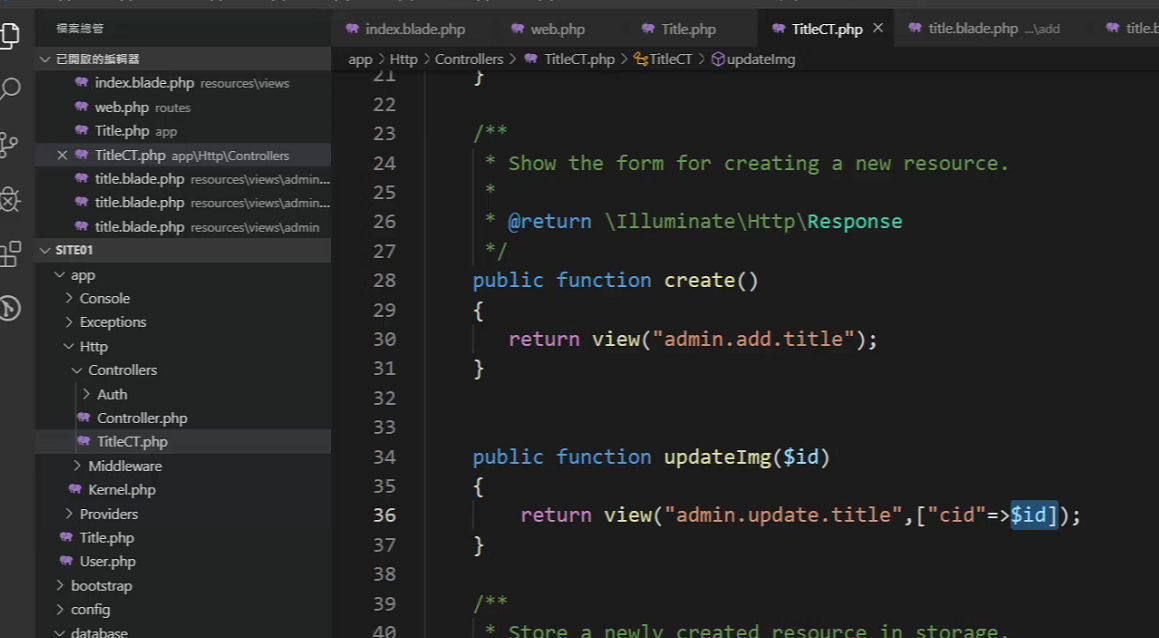 檔案總管
已開啟的編輯器
index.blade.php resources\views
web.php routes
Title.php app
TitleCT.php app\Http\Controllers
title.blade.php resources\views\admin...
title.blade.php resources\views\admin...
title.blade.php resources\views\admin
SITE01
app
Console
Exceptions
Http
Controllers
Auth
Controller.php
TitleCT.php
Middleware
Kernel.php
Providers
Title.php
User.php
bootstrap
config
database
index.blade.php web.php Title.php TitleCT.php title.blade.php ...\add title.b
app > Http > Controllers > TitleCT.php > TitleCT > updateImg
21 }
22
23 /**
24 * Show the form for creating a new resource.
25 *
26 * @return \Illuminate\Http\Response
27 */
28 public function create()
29 {
30 return view("admin.add.title");
31 }
32
33
34 public function updateImg($id)
35 {
36 return view("admin.update.title",["cid"=>$id]);
37 }
38
39 /**
40 * Store a newly created resource in storage.